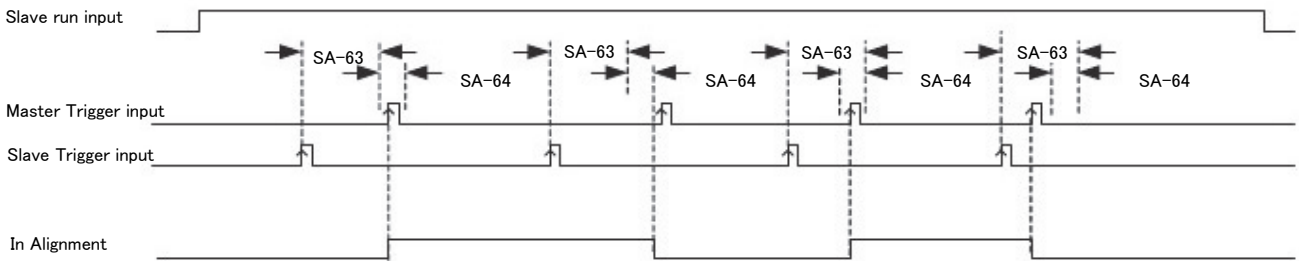 Slave run input
SA-63 SA-63 SA-63 SA-63
SA-64 SA-64 SA-64 SA-64
Master Trigger input
Slave Trigger input
In Alignment